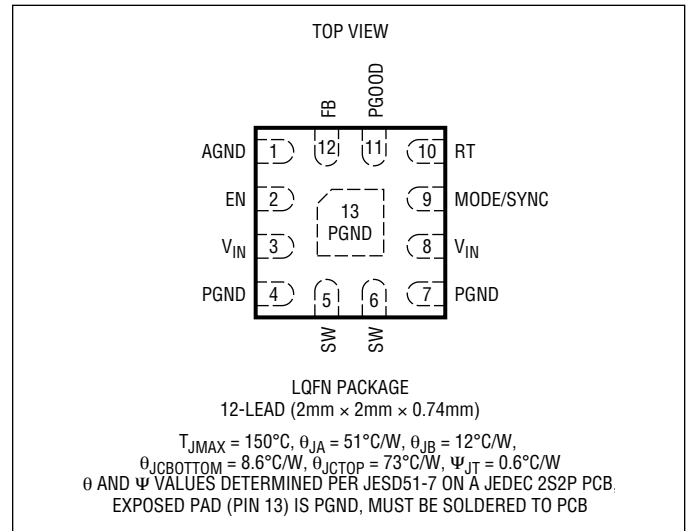 TOP VIEW
FB
PGOOD
12
11
AGND 1
10 RT
EN 2
9 MODE/SYNC
13
PGND
VIN 3
8 VIN
PGND 4
7 PGND
5
6
SW
SW
LQFN PACKAGE
12-LEAD (2mm × 2mm × 0.74mm)
TJMAX = 150°C, θJA = 51°C/W, θJB = 12°C/W,
θJCBOTTOM = 8.6°C/W, θJCTOP = 73°C/W, ΨJT = 0.6°C/W
θ AND Ψ VALUES DETERMINED PER JESD51-7 ON A JEDEC 2S2P PCB.
EXPOSED PAD (PIN 13) IS PGND, MUST BE SOLDERED TO PCB